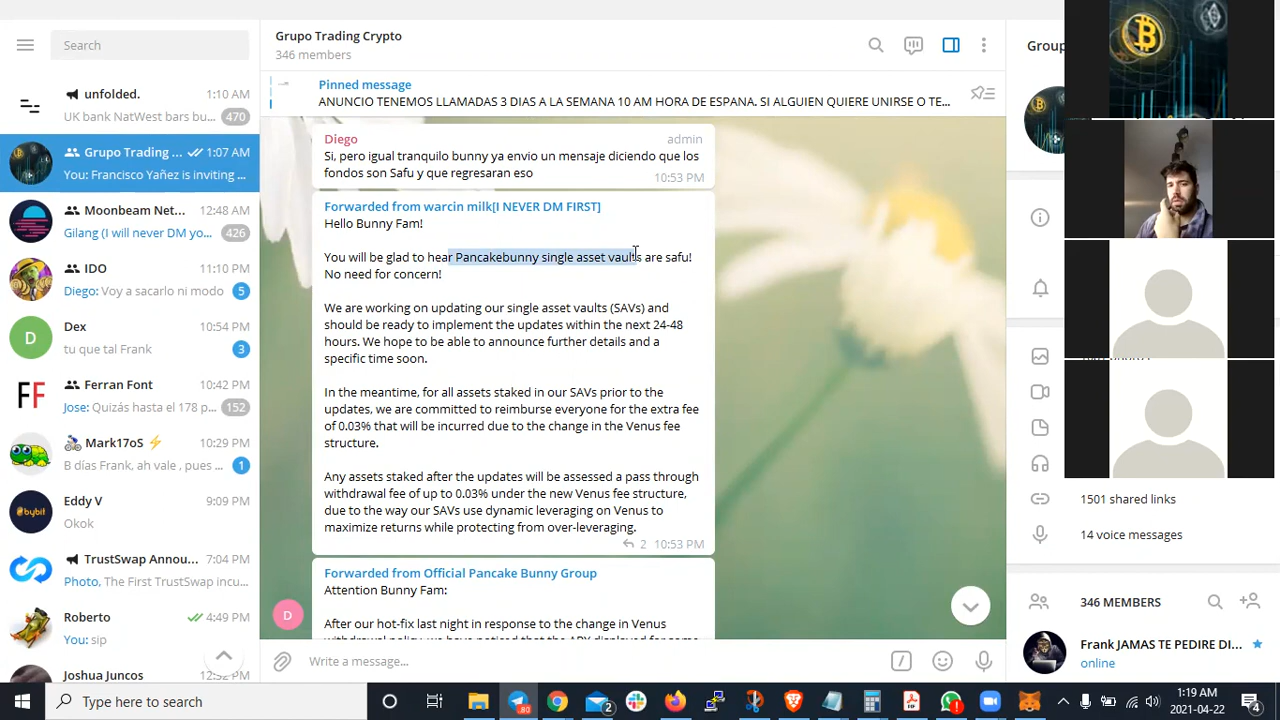 Search
unfolded.
1:10 AM
UK bank NatWest bars bu...
470
Grupo Trading ...
1:07 AM
You: Francisco Yañez is inviting ...
Moonbeam Net...
12:48 AM
Gilang (I will never DM yo...
426
IDO
11:10 PM
Diego: Voy a sacarlo ni modo
5
D
Dex
10:54 PM
tu que tal Frank
3
FF
Ferran Font
10:42 PM
Jose: Quizás hasta el 178 p...
152
Mark17oS
10:29 PM
B días Frank, ah vale , pues ...
1
BYBIT
Eddy V
9:09 PM
Okok
TrustSwap Annou...
7:04 PM
Photo, The First TrustSwap incu...
Roberto
4:49 PM
You: sip
Joshua Juncos
12:52 PM
Grupo Trading Crypto
346 members
Pinned message
ANUNCIO TENEMOS LLAMADAS 3 DIAS A LA SEMANA 10 AM HORA DE ESPANA. SI ALGUIEN QUIERE UNIRSE O TE...
Diego
admin
Si, pero igual tranquilo bunny ya envio un mensaje diciendo que los
fondos son Safu y que regresaran eso
10:53 PM
Forwarded from warcin milk[I NEVER DM FIRST]
Hello Bunny Fam!
You will be glad to hear Pancakebunny single asset vaults are safu!
No need for concern!
We are working on updating our single asset vaults (SAVs) and
should be ready to implement the updates within the next 24-48
hours. We hope to be able to announce further details and a
specific time soon.
In the meantime, for all assets staked in our SAVs prior to the
updates, we are committed to reimburse everyone for the extra fee
of 0.03% that will be incurred due to the change in the Venus fee
structure.
Any assets staked after the updates will be assessed a pass through
withdrawal fee of up to 0.03% under the new Venus fee structure,
due to the way our SAVs use dynamic leveraging on Venus to
maximize returns while protecting from over-leveraging.
2 10:53 PM
D
Forwarded from Official Pancake Bunny Group
Attention Bunny Fam:
After our hot-fix last night in response to the change in Venus
Write a message...
Group
1501 shared links
14 voice messages
346 MEMBERS
Frank JAMAS TE PEDIRE DI...
online
Type here to search
80
2
4
1:19 AM
2021-04-22